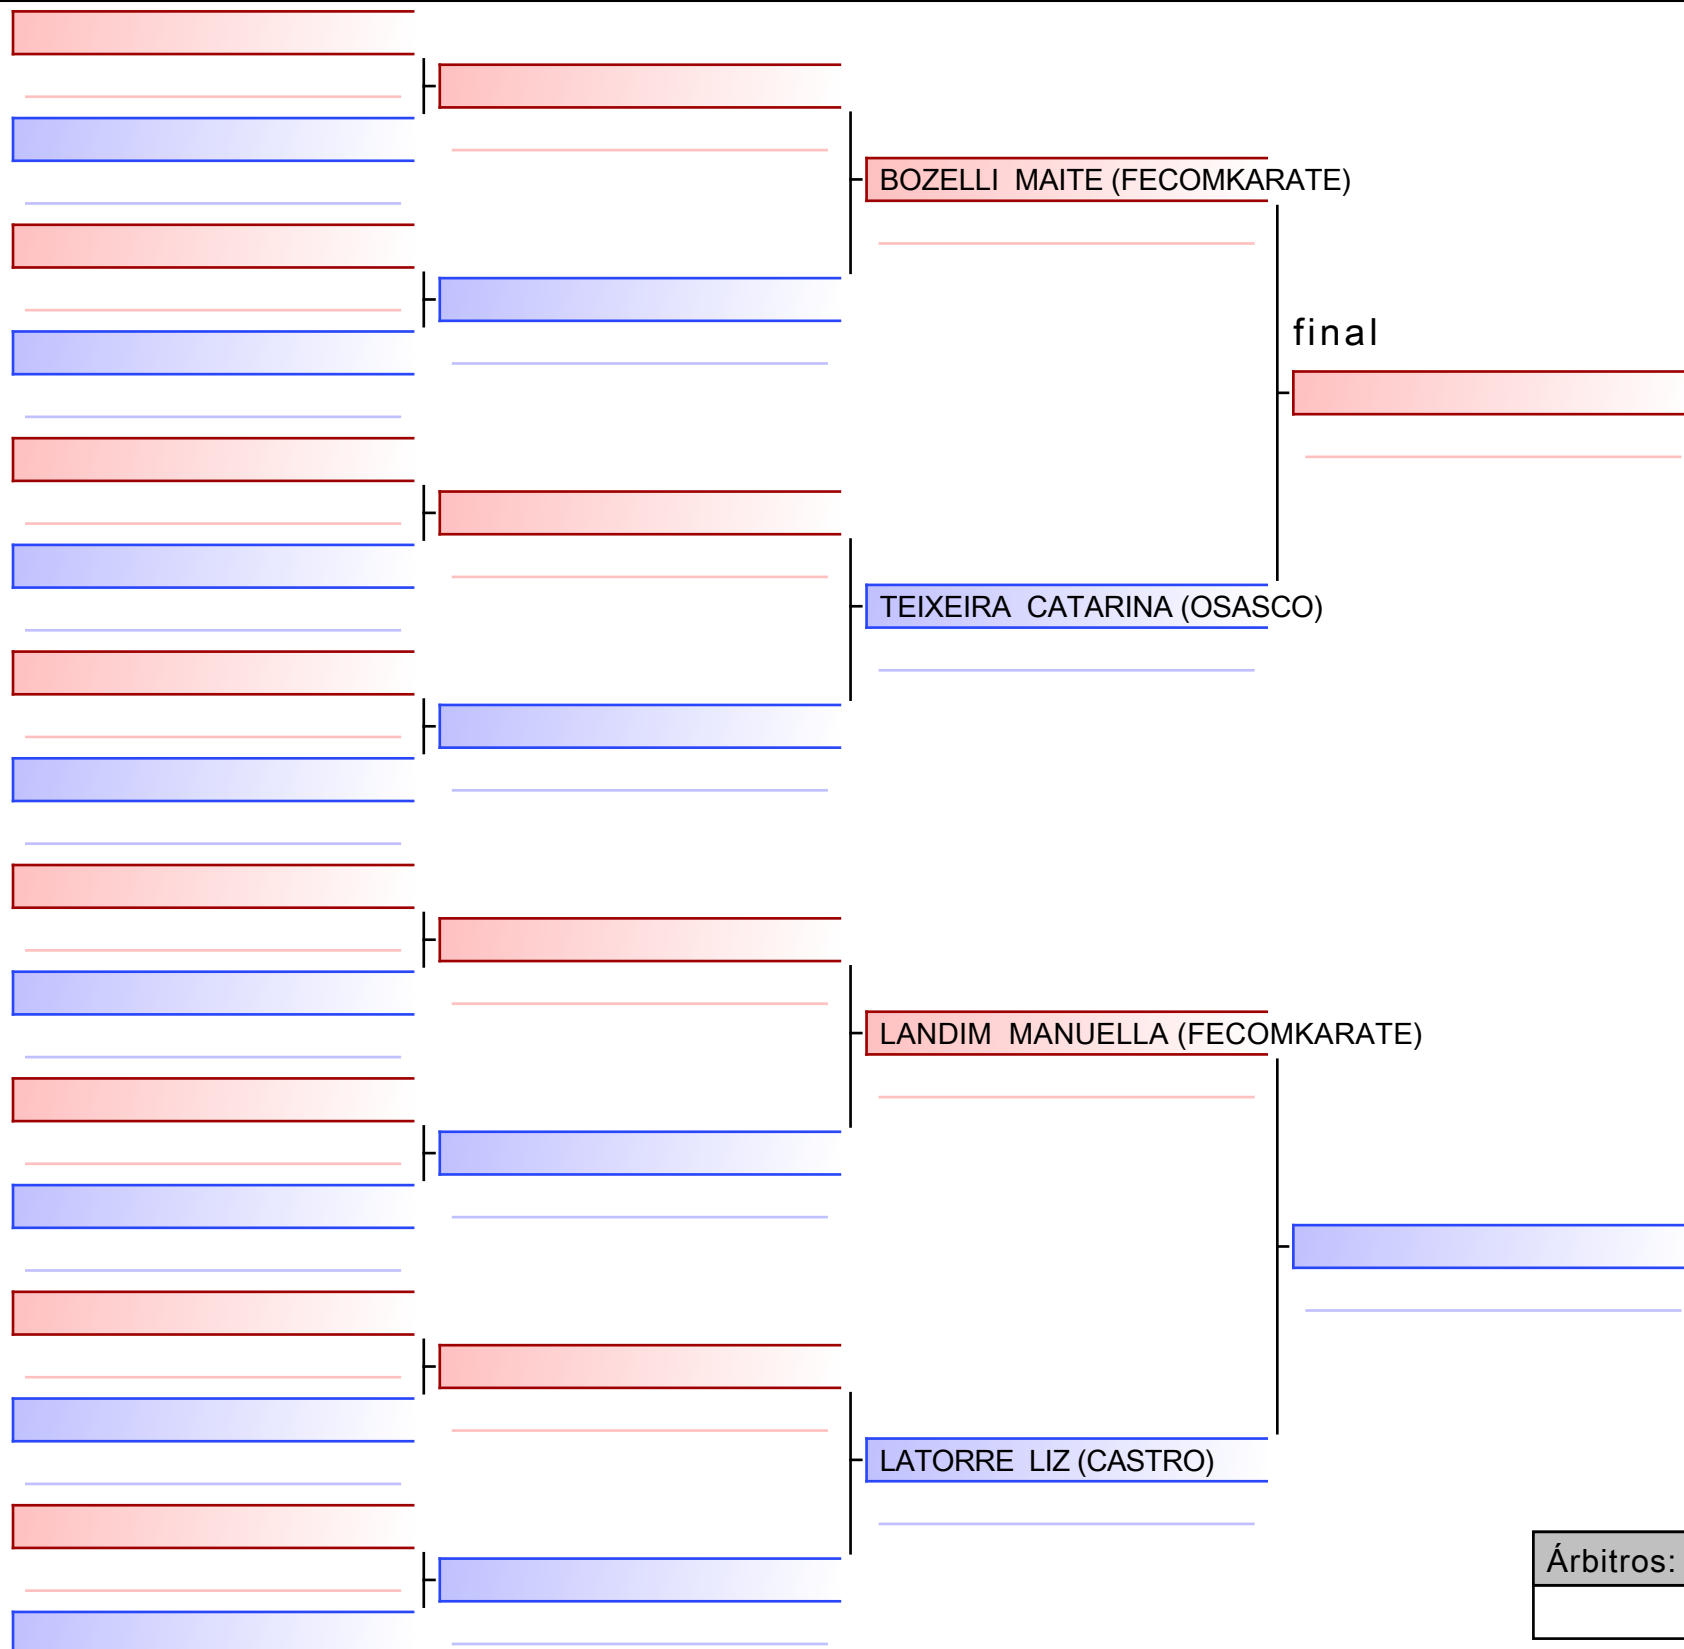 BOZELLI  MAITE (FECOMKARATE)
final
TEIXEIRA  CATARINA (OSASCO)
LANDIM  MANUELLA (FECOMKARATE)
LATORRE  LIZ (CASTRO)
Árbitros: